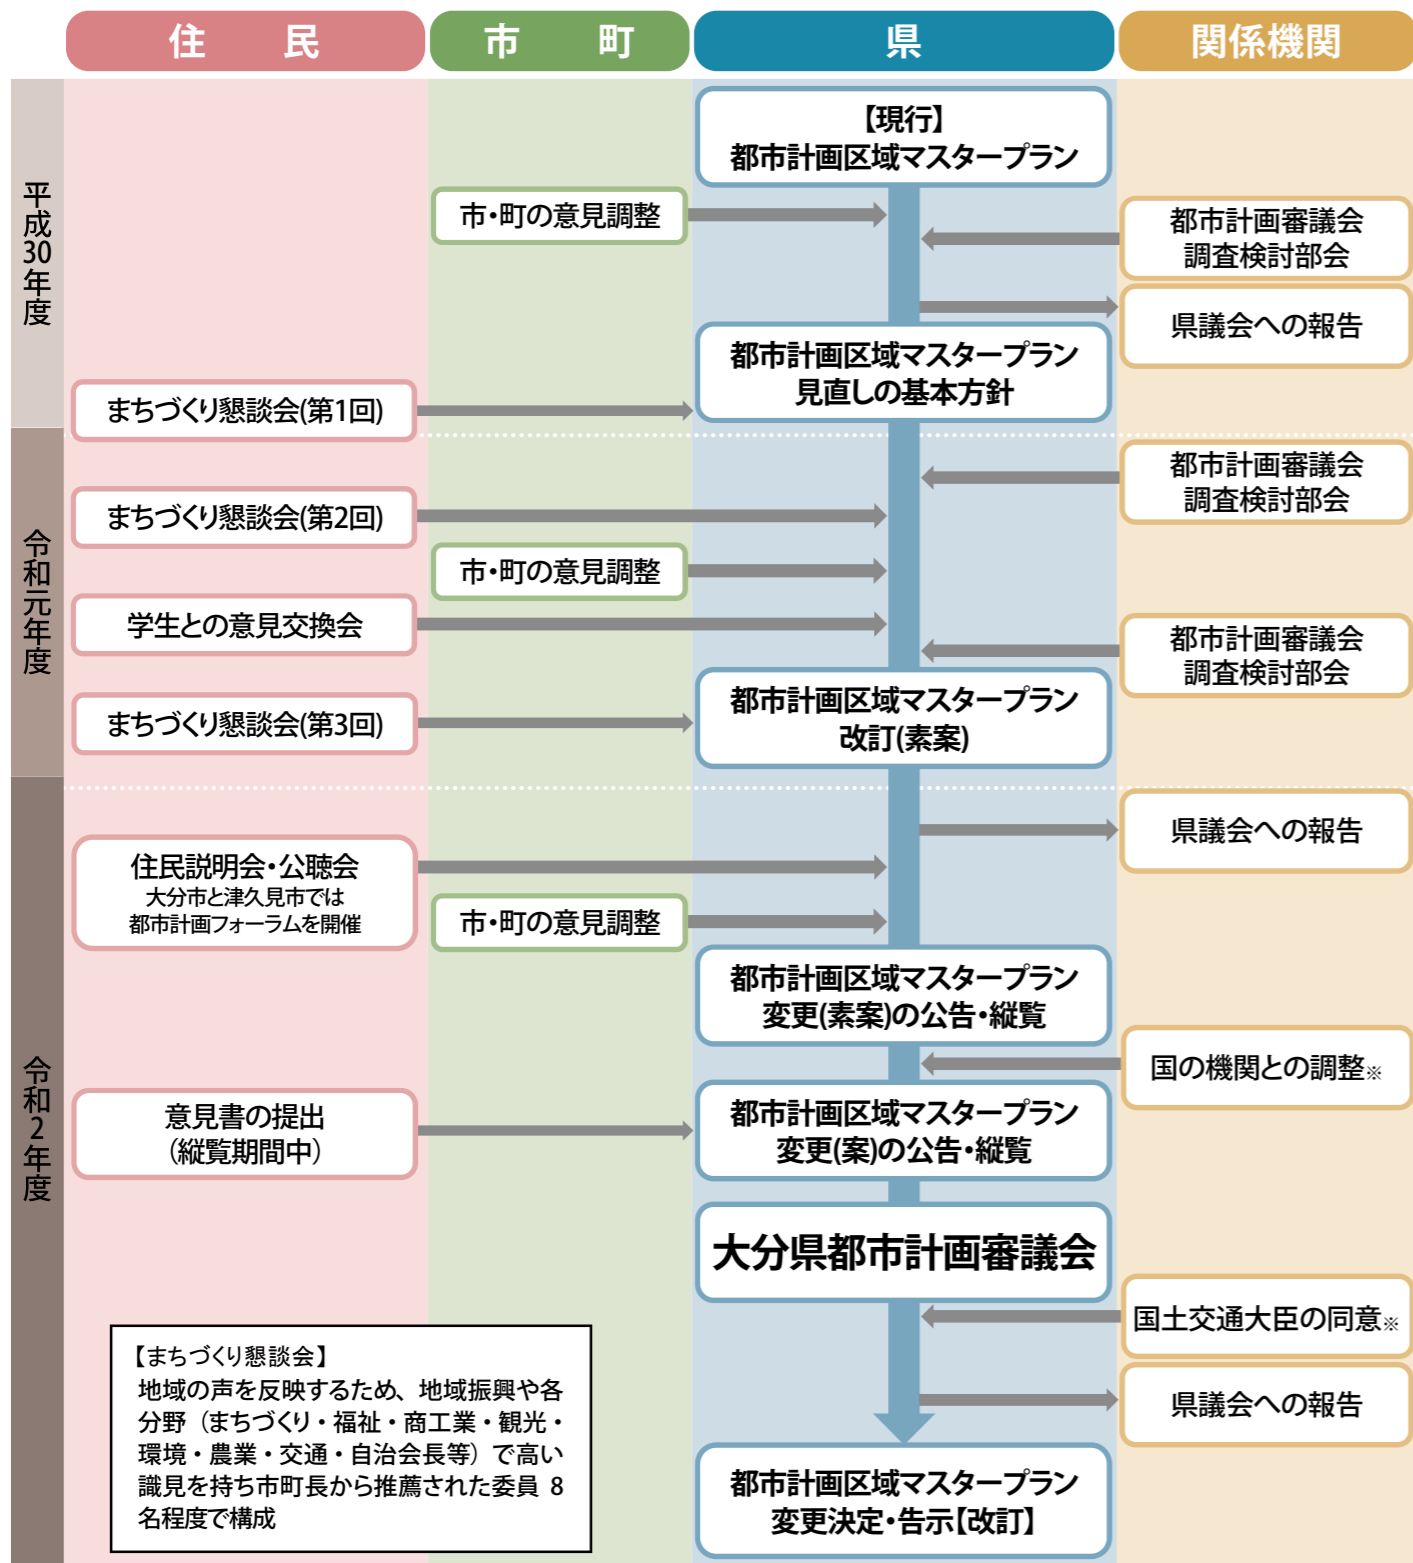 住　　民
市　　町
県
関係機関
平成30年度
【現行】
都市計画区域マスタープラン
市・町の意見調整
都市計画審議会
調査検討部会
県議会への報告
都市計画区域マスタープラン
見直しの基本方針
まちづくり懇談会(第1回)
令和元年度
都市計画審議会
調査検討部会
まちづくり懇談会(第2回)
市・町の意見調整
学生との意見交換会
都市計画審議会
調査検討部会
都市計画区域マスタープラン
改訂(素案)
まちづくり懇談会(第3回)
令和2年度
県議会への報告
住民説明会・公聴会
大分市と津久見市では
都市計画フォーラムを開催
市・町の意見調整
都市計画区域マスタープラン
変更(素案)の公告・縦覧
国の機関との調整※
意見書の提出
（縦覧期間中）
都市計画区域マスタープラン
変更(案)の公告・縦覧
大分県都市計画審議会
国土交通大臣の同意※
県議会への報告
都市計画区域マスタープラン
変更決定・告示【改訂】
【まちづくり懇談会】
地域の声を反映するため、地域振興や各
分野（まちづくり・福祉・商工業・観光・
環境・農業・交通・自治会長等）で高い
識見を持ち市町長から推薦された委員 8
名程度で構成